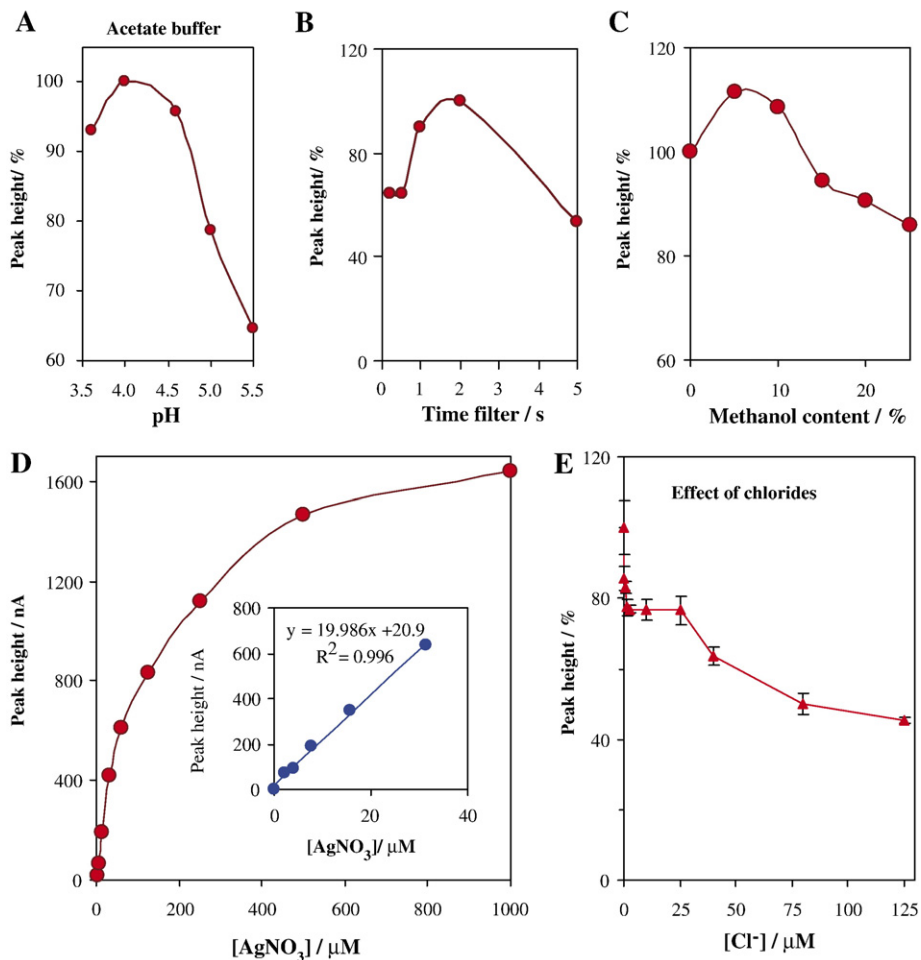 A
Acetate buffer
Peak height/ %
100
90
80
70
60
3.5
4.0
4.5
5.0
5.5
pH
B
Peak height/ %
120
80
40
0
0
1
2
3
4
5
Time filter / s
C
Peak height/ %
120
100
80
60
0
10
20
Methanol content / %
D
Peak height / nA
1600
1200
800
400
0
0
200
400
600
800
1000
[AgNO3] / μM
Peak height / nA
800
600
400
200
0
y = 19.986x +20.9
R2 = 0.996
0
20
40
[AgNO3]/ μM
E
Effect of chlorides
Peak height / %
120
80
40
0
0
25
50
75
100
125
[Cl-] / μM